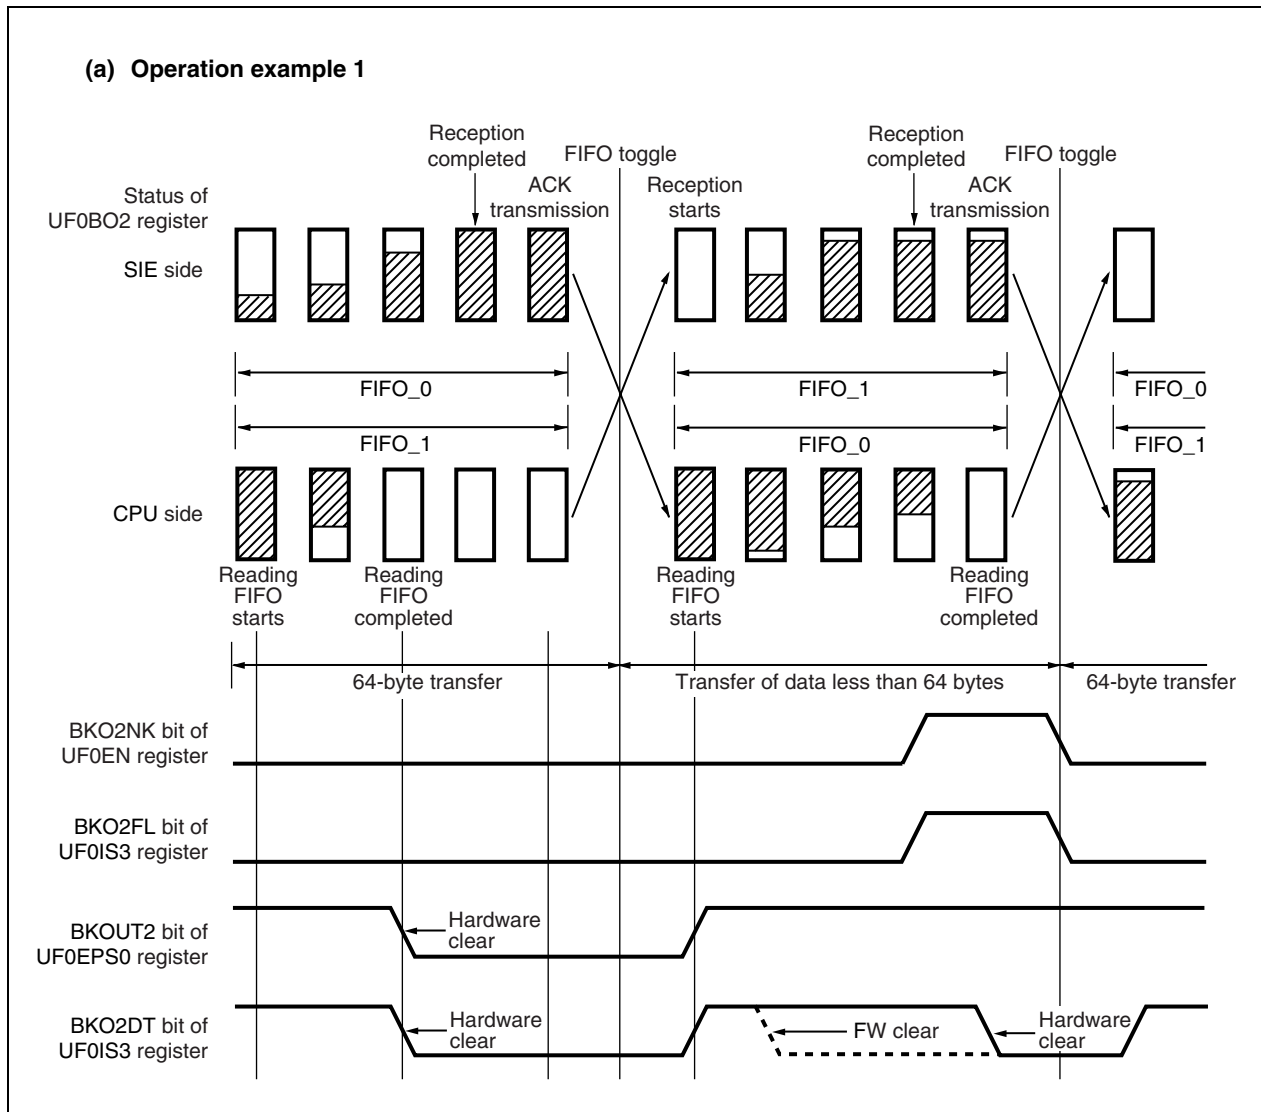 (a) Operation example 1
Reception
completed
FIFO toggle
Reception
completed
FIFO toggle
Status of
UF0BO2 register
ACK
transmission
Reception
starts
ACK
transmission
SIE side
FIFO_0
FIFO_1
FIFO_0
FIFO_1
FIFO_0
FIFO_1
CPU side
Reading
FIFO
starts
Reading
FIFO
completed
Reading
FIFO
starts
Reading
FIFO
completed
64-byte transfer
Transfer of data less than 64 bytes
64-byte transfer
BKO2NK bit of
UF0EN register
BKO2FL bit of
UF0IS3 register
BKOUT2 bit of
UF0EPS0 register
Hardware
clear
BKO2DT bit of
UF0IS3 register
Hardware
clear
FW clear
Hardware
clear